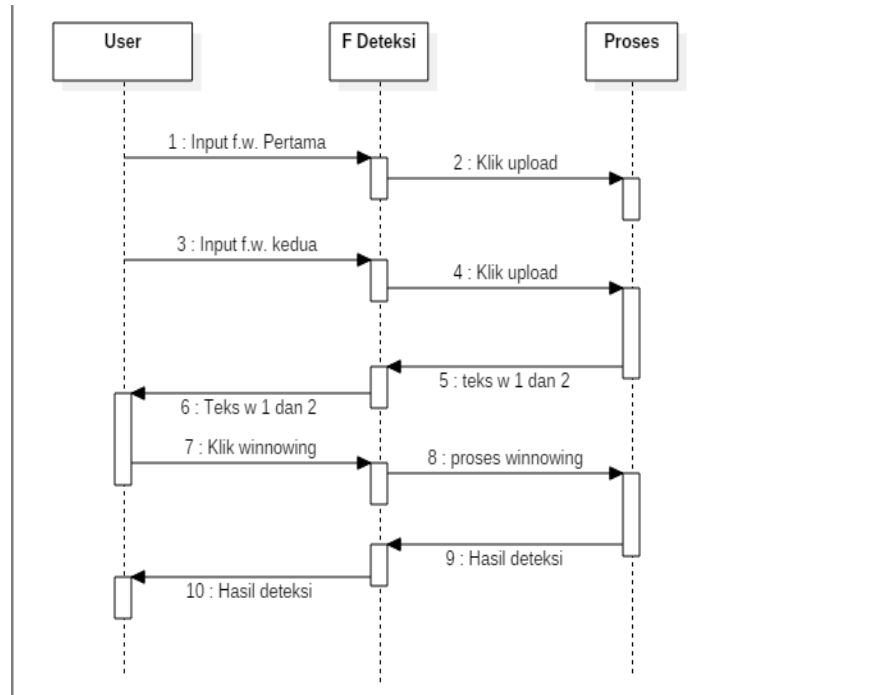 User
F Deteksi
Proses
1 : Input f.w. Pertama
2 : Klik upload
3 : Input f.w. kedua
4 : Klik upload
5 : teks w 1 dan 2
6 : Teks w 1 dan 2
7 : Klik winnowing
8 : proses winnowing
9 : Hasil deteksi
10 : Hasil deteksi